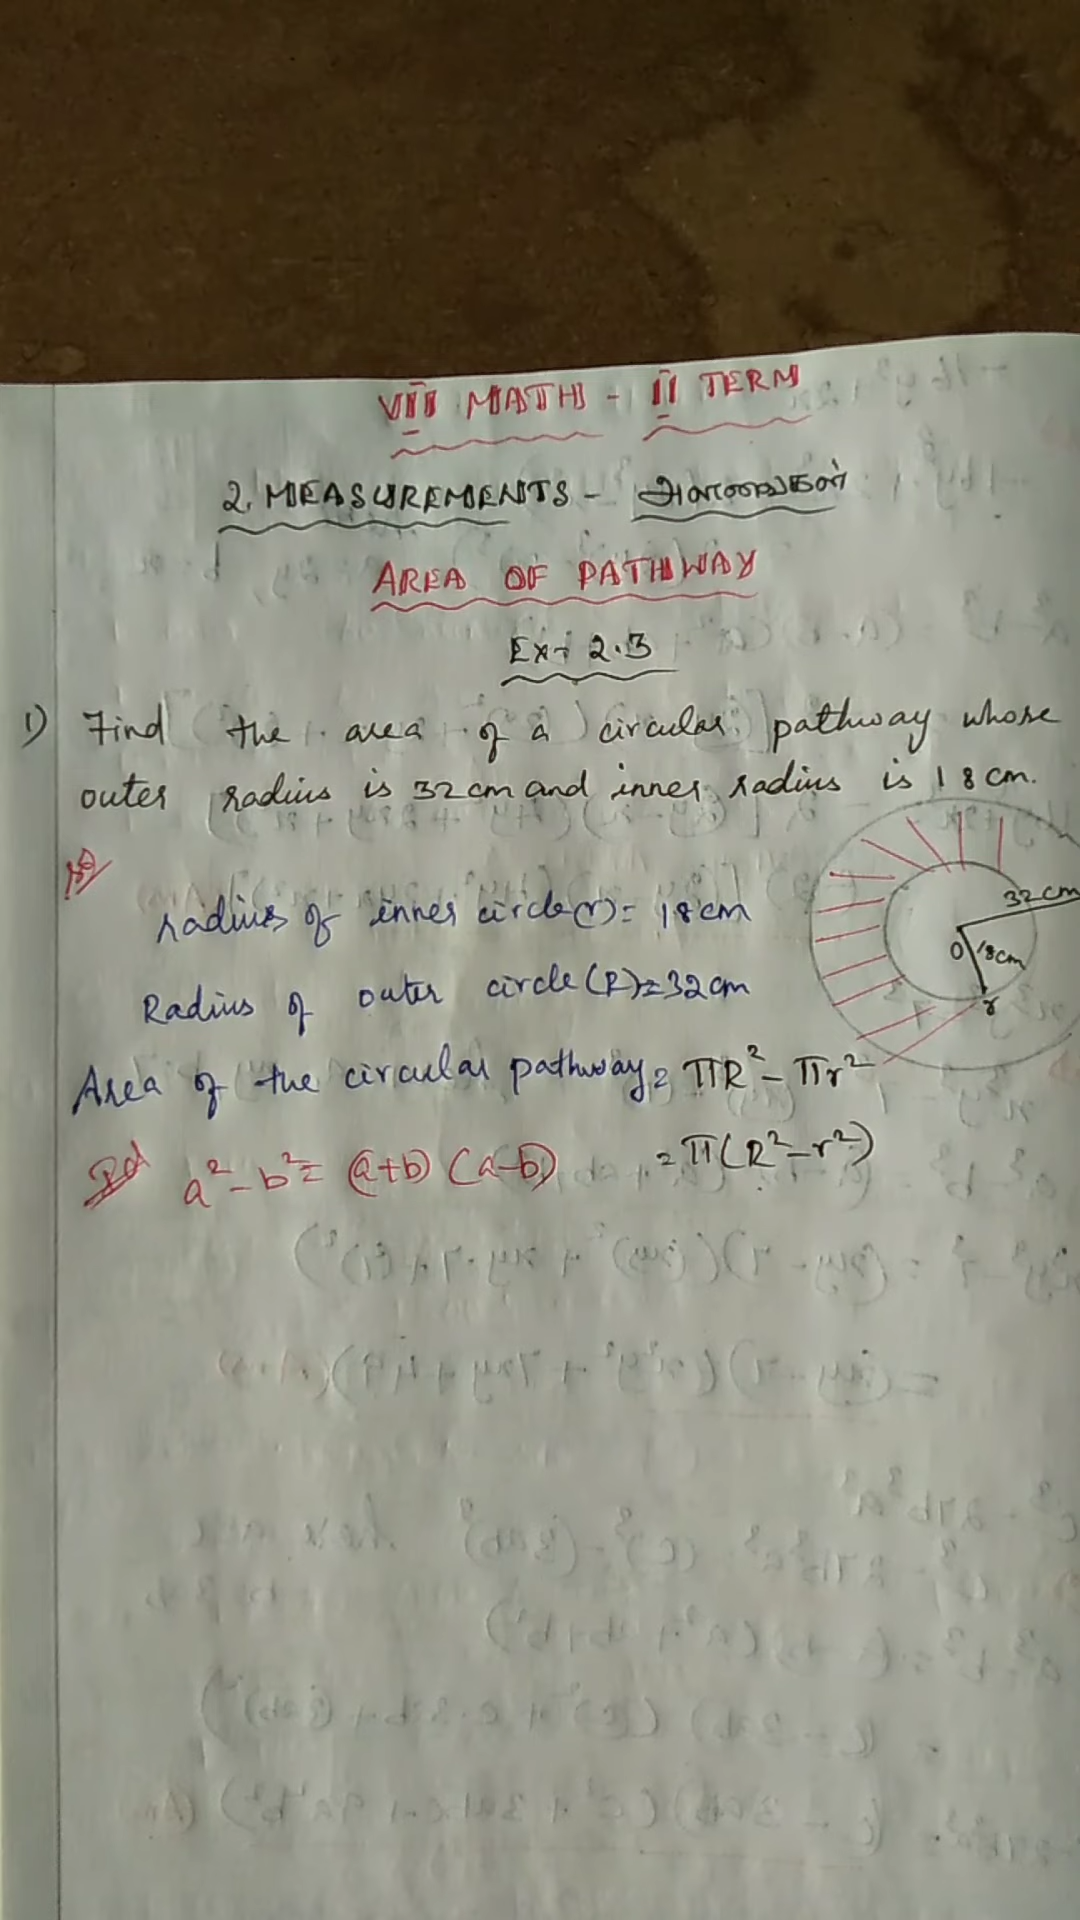 VII MATH - II TERM
2. MEASUREMENTS - அளவைகள்
AREA OF PATHWAY
Ex- 2.3
1) Find the area of a circular pathway whose
outer radius is 32 cm and inner radius is 18 cm.
32 cm
O 18cm
r
radius of inner circle (r) = 18 cm
Radius of outer circle (R) = 32 cm
Area of the circular pathway = πR² - πr²
= π(R² - r²)
a² - b² = (a+b) (a-b)